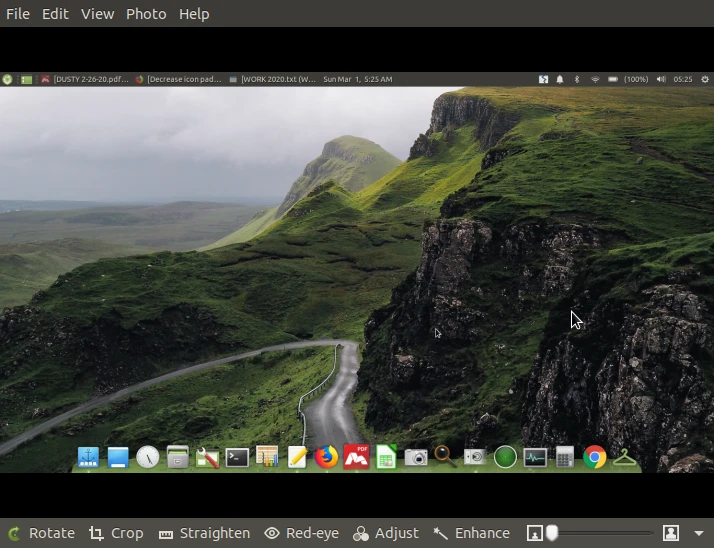 File Edit View Photo Help
[DUSTY 2-26-20.pdf... [Decrease icon pad... [WORK 2020.txt (W... Sun Mar 1, 5:25 AM (100%) 05:25
PDF
Rotate Crop Straighten Red-eye Adjust Enhance